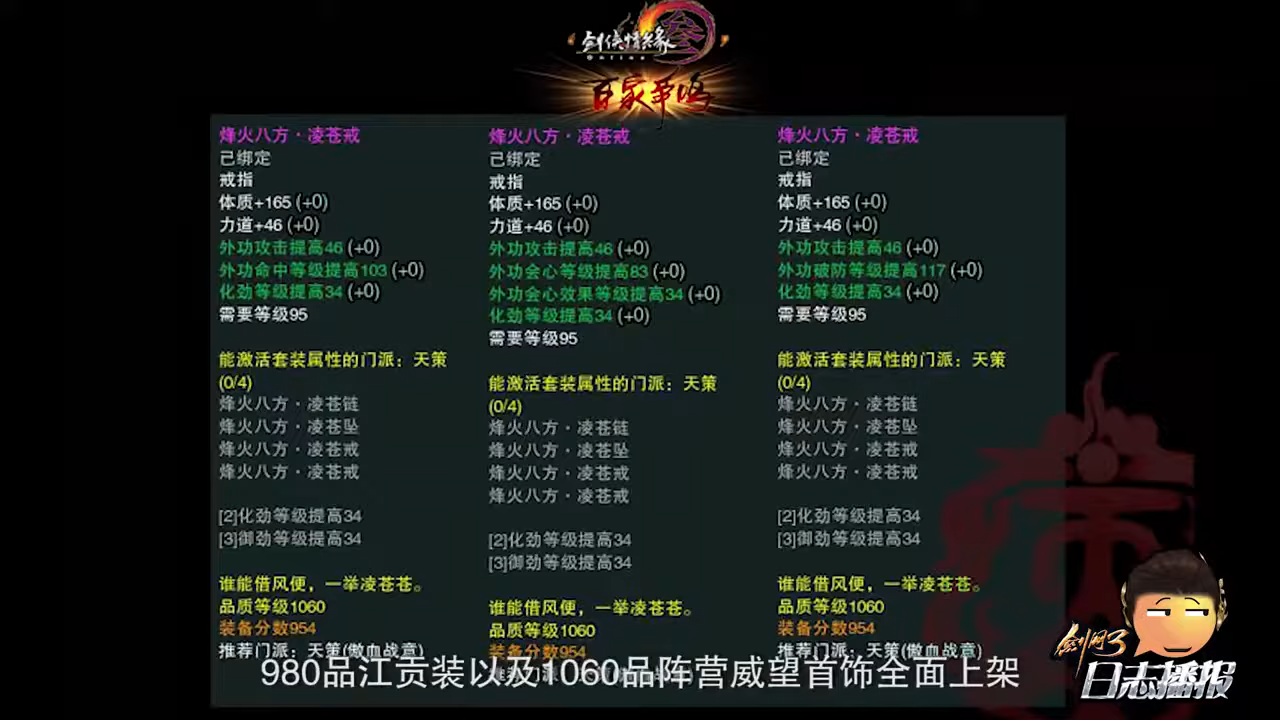 剑侠情缘叁
Online
百家争鸣
烽火八方·凌苍戒
已绑定
戒指
体质+165 (+0)
力道+46 (+0)
外功攻击提高46 (+0)
外功命中等级提高103 (+0)
化劲等级提高34 (+0)
需要等级95
能激活套装属性的门派：天策
(0/4)
烽火八方·凌苍链
烽火八方·凌苍坠
烽火八方·凌苍戒
烽火八方·凌苍戒
[2]化劲等级提高34
[3]御劲等级提高34
谁能借风便，一举凌苍苍。
品质等级1060
装备分数954
推荐门派：天策(傲血战意)
烽火八方·凌苍戒
已绑定
戒指
体质+165 (+0)
力道+46 (+0)
外功攻击提高46 (+0)
外功会心等级提高83 (+0)
外功会心效果等级提高34 (+0)
化劲等级提高34 (+0)
需要等级95
能激活套装属性的门派：天策
(0/4)
烽火八方·凌苍链
烽火八方·凌苍坠
烽火八方·凌苍戒
烽火八方·凌苍戒
[2]化劲等级提高34
[3]御劲等级提高34
谁能借风便，一举凌苍苍。
品质等级1060
装备分数954
烽火八方·凌苍戒
已绑定
戒指
体质+165 (+0)
力道+46 (+0)
外功攻击提高46 (+0)
外功破防等级提高117 (+0)
化劲等级提高34 (+0)
需要等级95
能激活套装属性的门派：天策
(0/4)
烽火八方·凌苍链
烽火八方·凌苍坠
烽火八方·凌苍戒
烽火八方·凌苍戒
[2]化劲等级提高34
[3]御劲等级提高34
谁能借风便，一举凌苍苍。
品质等级1060
装备分数954
推荐门派：天策(傲血战意)
980品江贡装以及1060品阵营威望首饰全面上架
剑网3
日志播报